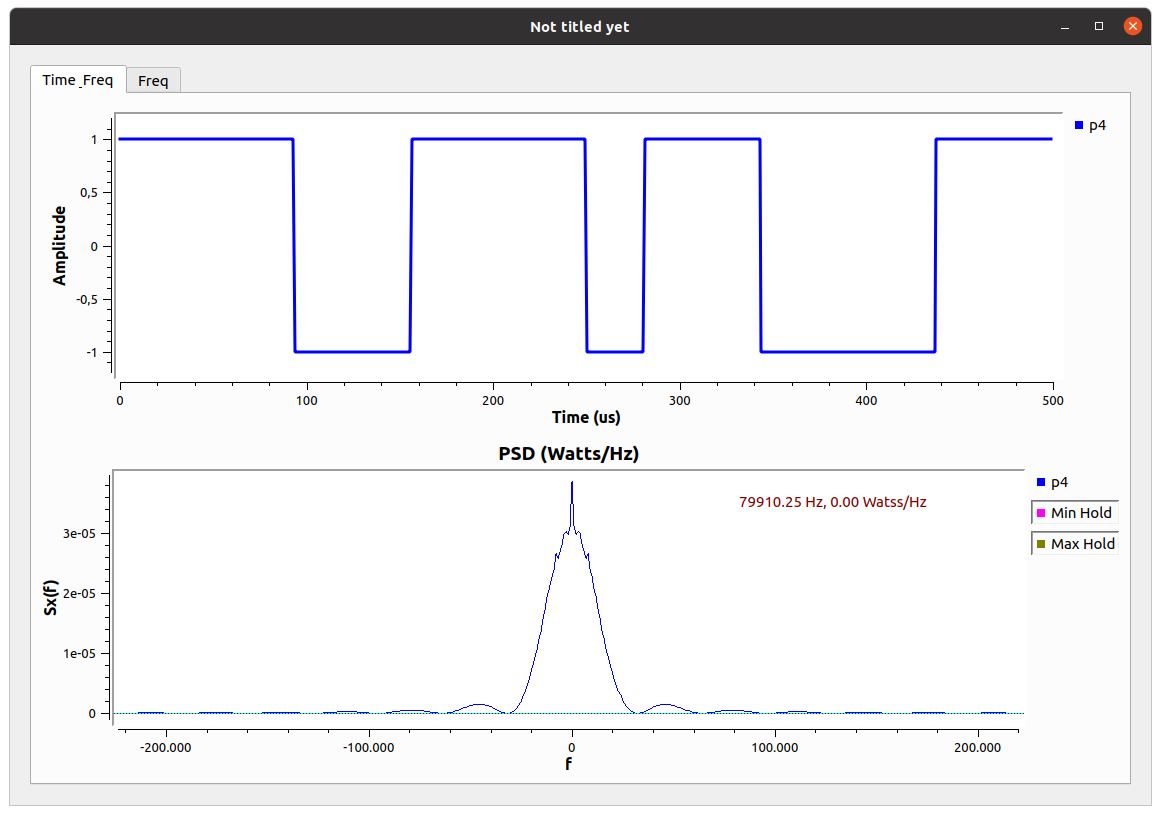 Not titled yet
Time_Freq
Freq
1
0,5
0
-0,5
-1
Amplitude
p4
0
100
200
300
400
500
Time (us)
PSD (Watts/Hz)
79910.25 Hz, 0.00 Watss/Hz
p4
Min Hold
Max Hold
3e-05
2e-05
1e-05
0
Sx(f)
-200.000
-100.000
0
100.000
200.000
f